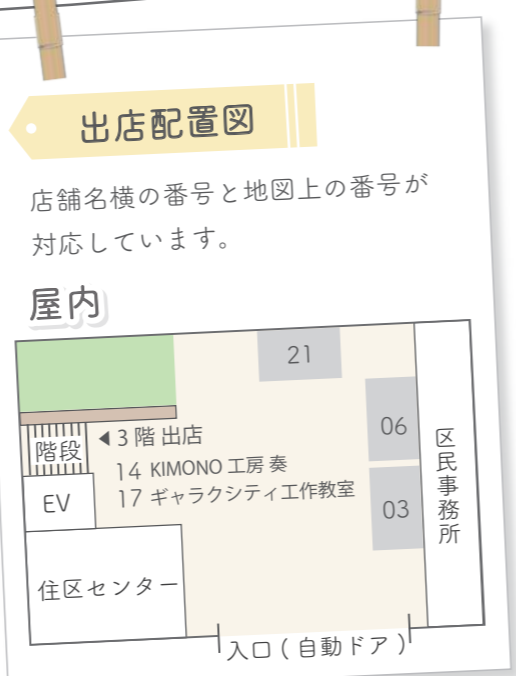 出店配置図
店舗名横の番号と地図上の番号が
対応しています。
屋内
21
06
03
階段
◀3階 出店
14 KIMONO 工房 奏
17 ギャラクシティ工作教室
EV
住区センター
区民事務所
入口(自動ドア)